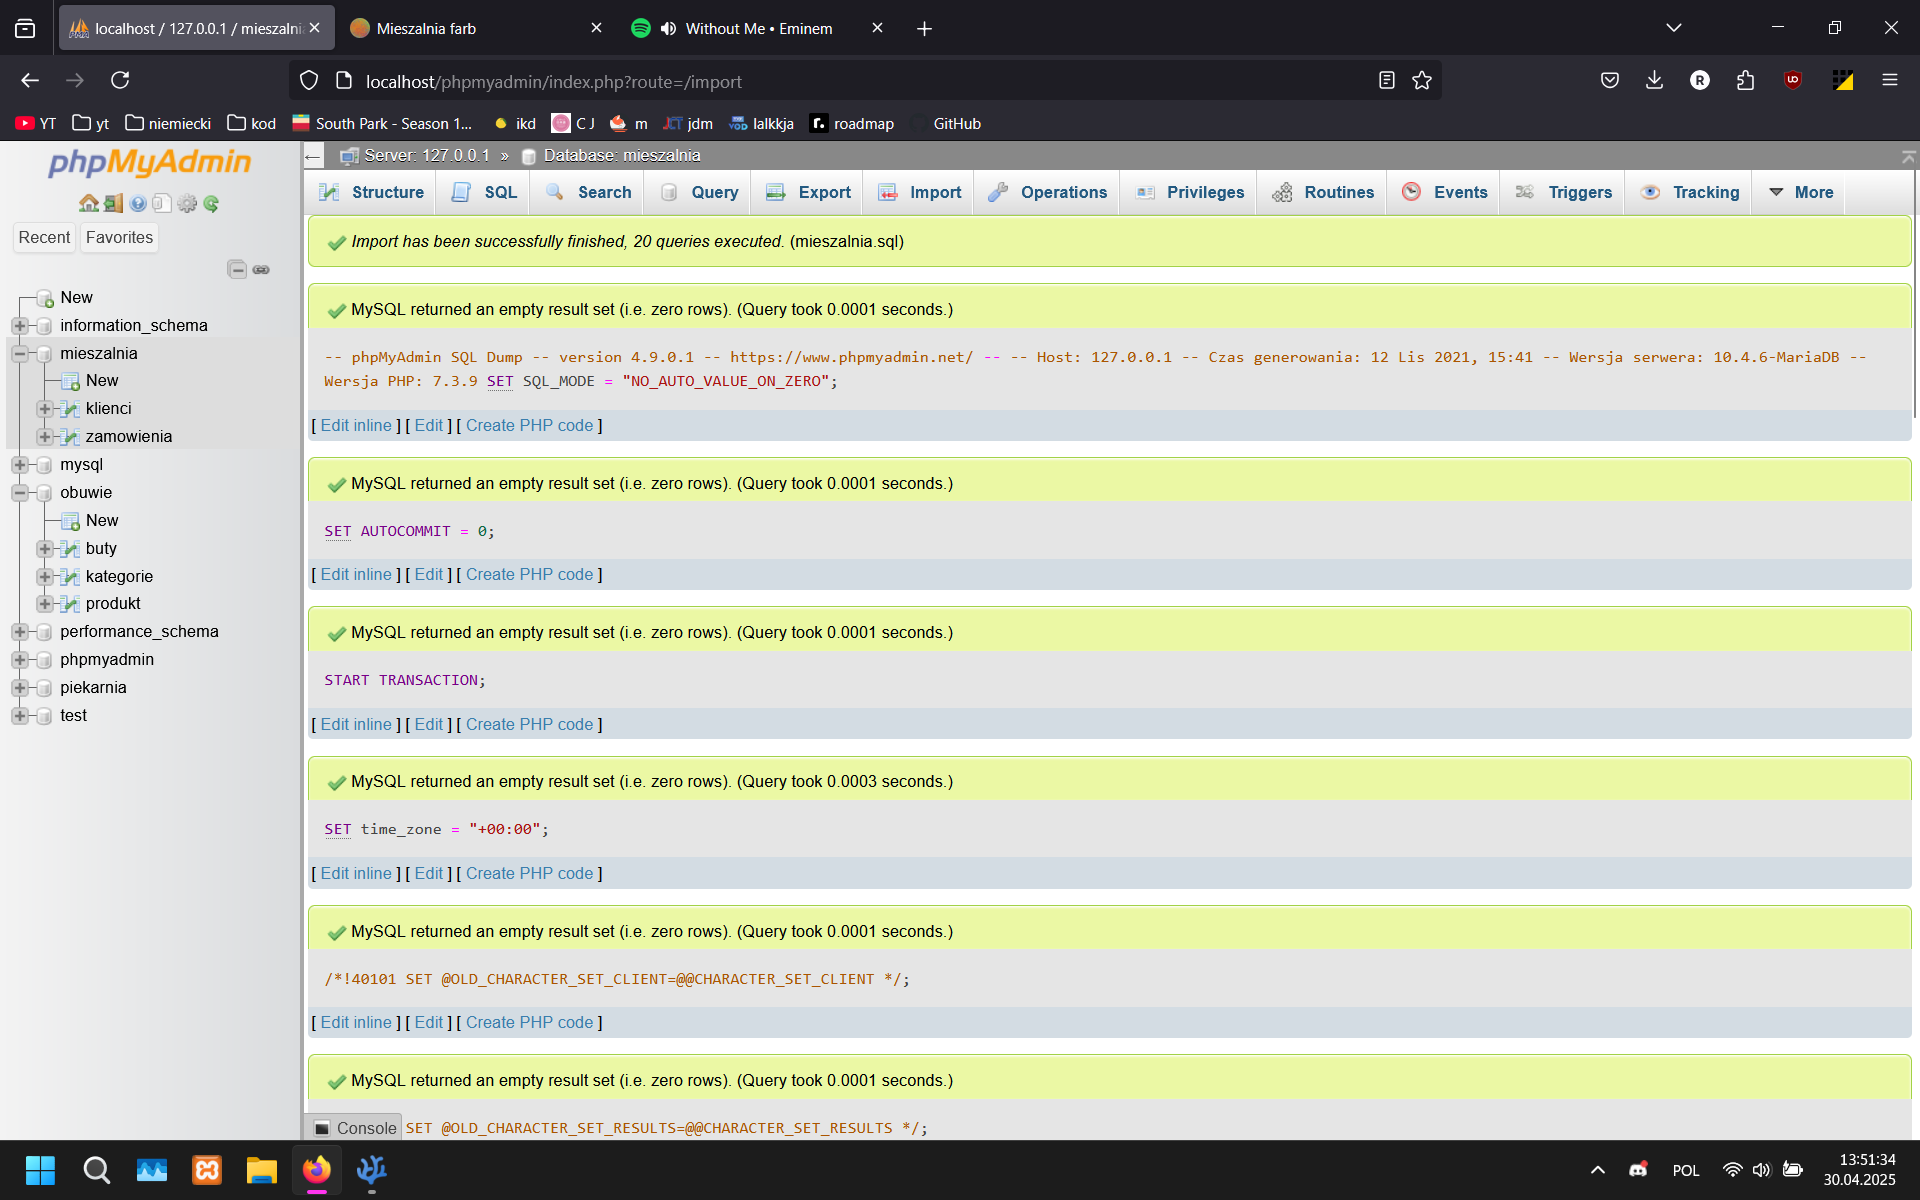 localhost / 127.0.0.1 / mieszalni
Mieszalnia farb
Without Me • Eminem
localhost/phpmyadmin/index.php?route=/import
YT
yt
niemiecki
kod
South Park - Season 1...
ikd
C J
m
jdm
lalkkja
roadmap
GitHub
phpMyAdmin
Recent
Favorites
New
information_schema
mieszalnia
New
klienci
zamowienia
mysql
obuwie
New
buty
kategorie
produkt
performance_schema
phpmyadmin
piekarnia
test
Server: 127.0.0.1 » Database: mieszalnia
Structure
SQL
Search
Query
Export
Import
Operations
Privileges
Routines
Events
Triggers
Tracking
More
Import has been successfully finished, 20 queries executed. (mieszalnia.sql)
MySQL returned an empty result set (i.e. zero rows). (Query took 0.0001 seconds.)
-- phpMyAdmin SQL Dump -- version 4.9.0.1 -- https://www.phpmyadmin.net/ -- -- Host: 127.0.0.1 -- Czas generowania: 12 Lis 2021, 15:41 -- Wersja serwera: 10.4.6-MariaDB --
Wersja PHP: 7.3.9 SET SQL_MODE = "NO_AUTO_VALUE_ON_ZERO";
[ Edit inline ] [ Edit ] [ Create PHP code ]
MySQL returned an empty result set (i.e. zero rows). (Query took 0.0001 seconds.)
SET AUTOCOMMIT = 0;
[ Edit inline ] [ Edit ] [ Create PHP code ]
MySQL returned an empty result set (i.e. zero rows). (Query took 0.0001 seconds.)
START TRANSACTION;
[ Edit inline ] [ Edit ] [ Create PHP code ]
MySQL returned an empty result set (i.e. zero rows). (Query took 0.0003 seconds.)
SET time_zone = "+00:00";
[ Edit inline ] [ Edit ] [ Create PHP code ]
MySQL returned an empty result set (i.e. zero rows). (Query took 0.0001 seconds.)
/*!40101 SET @OLD_CHARACTER_SET_CLIENT=@@CHARACTER_SET_CLIENT */;
[ Edit inline ] [ Edit ] [ Create PHP code ]
MySQL returned an empty result set (i.e. zero rows). (Query took 0.0001 seconds.)
Console
SET @OLD_CHARACTER_SET_RESULTS=@@CHARACTER_SET_RESULTS */;
POL
13:51:34
30.04.2025